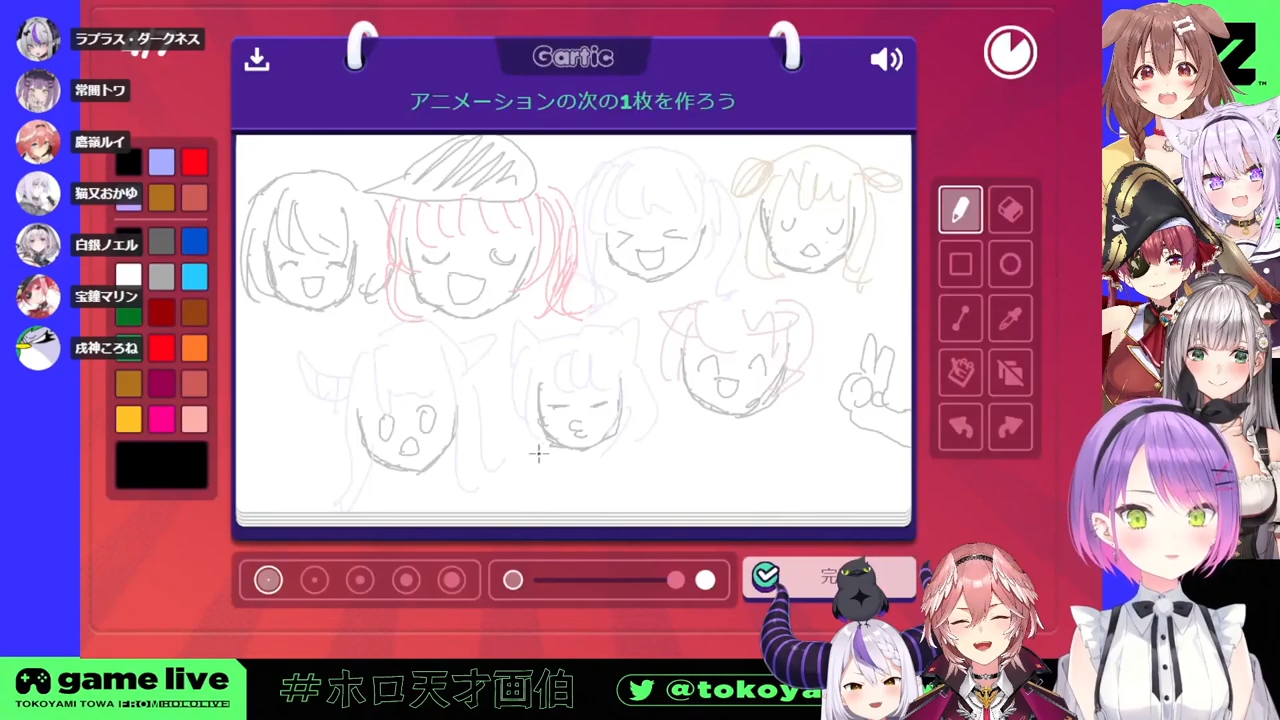 ラプラス・ダークネス
常闇トワ
鷹嶺ルイ
猫又おかゆ
白銀ノエル
宝鐘マリン
戌神ころね
Gartic
アニメーションの次の1枚を作ろう
完
Z
TM
game live
TOKOYAMI TOWA FROM HOLOLIVE
#ホロ天才画伯
@tokoya